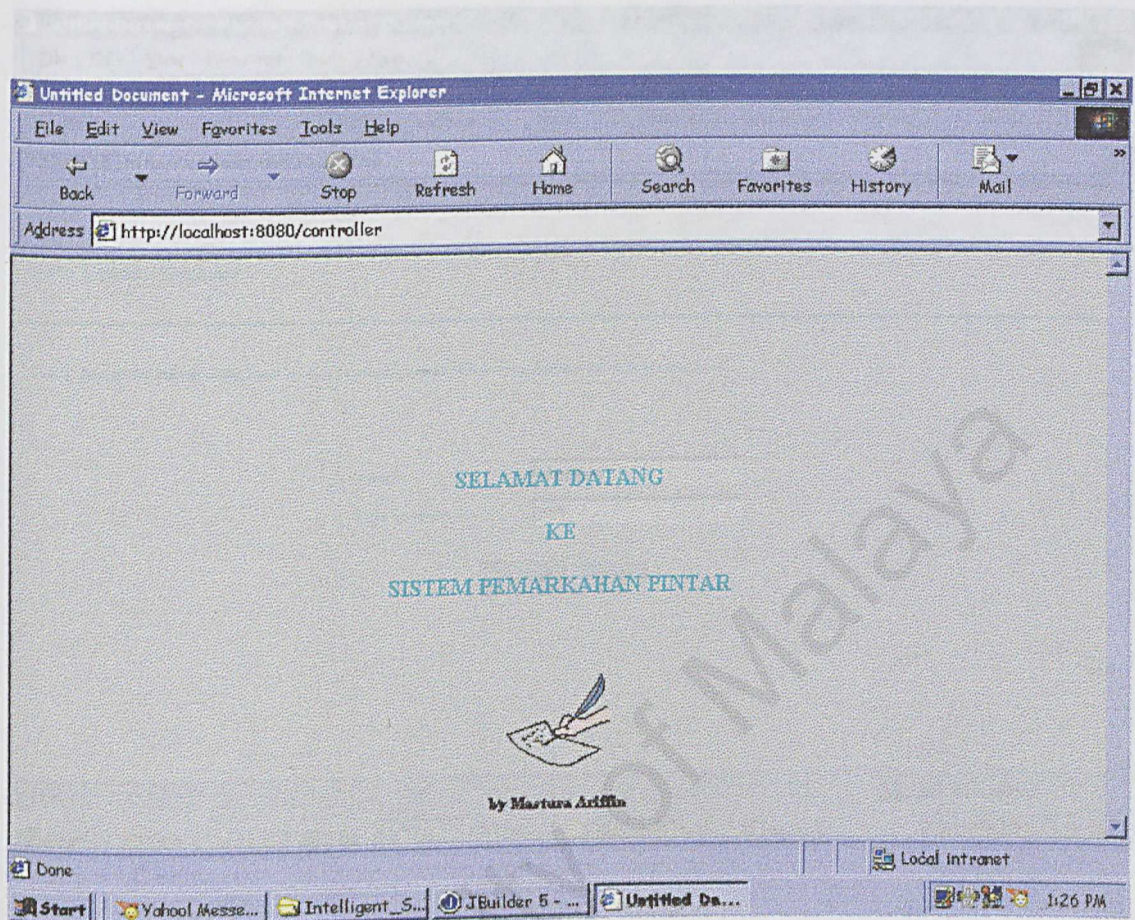 Untitled Document - Microsoft Internet Explorer
File Edit View Favorites Tools Help
Back Forward Stop Refresh Home Search Favorites History Mail »
Address http://localhost:8080/controller
SELAMAT DATANG
KE
SISTEM PEMARKAHAN PINTAR
by Mastura Ariffin
of Malaya
Done Local intranet
Start Yahoo! Messe... Intelligent_S... JBuilder 5 - ... Untitled Do... 1:26 PM